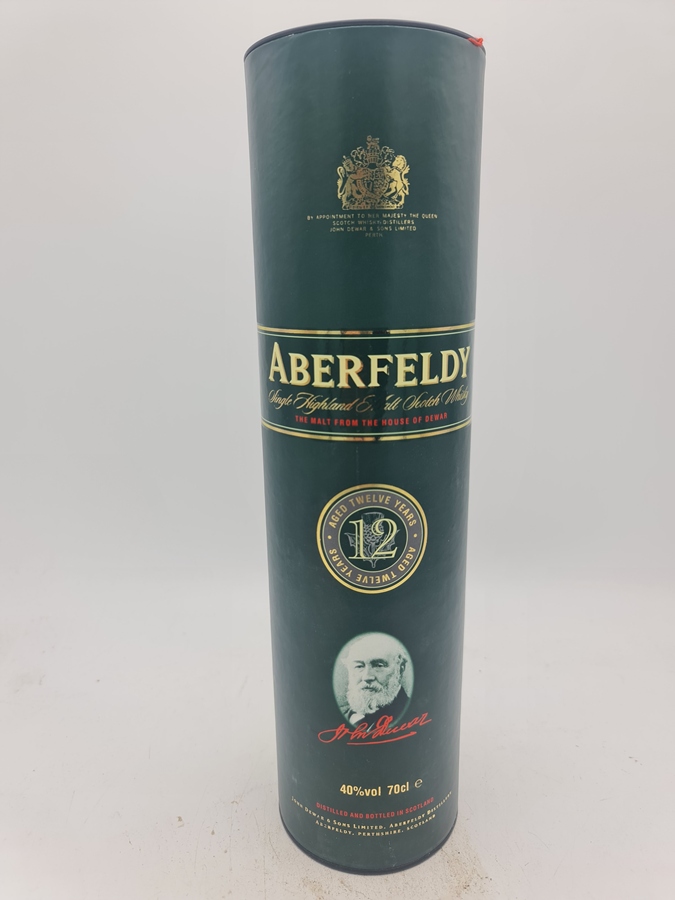 BY APPOINTMENT TO HER MAJESTY THE QUEEN
SCOTCH WHISKY DISTILLERS
JOHN DEWAR & SONS LIMITED
PERTH
ABERFELDY
Single Highland Malt Scotch Whisky
THE MALT FROM THE HOUSE OF DEWAR
AGED TWELVE YEARS • AGED TWELVE YEARS •
12
John Dewar
40%vol 70cl e
DISTILLED AND BOTTLED IN SCOTLAND
JOHN DEWAR & SONS LIMITED, ABERFELDY DISTILLERY
ABERFELDY, PERTHSHIRE, SCOTLAND